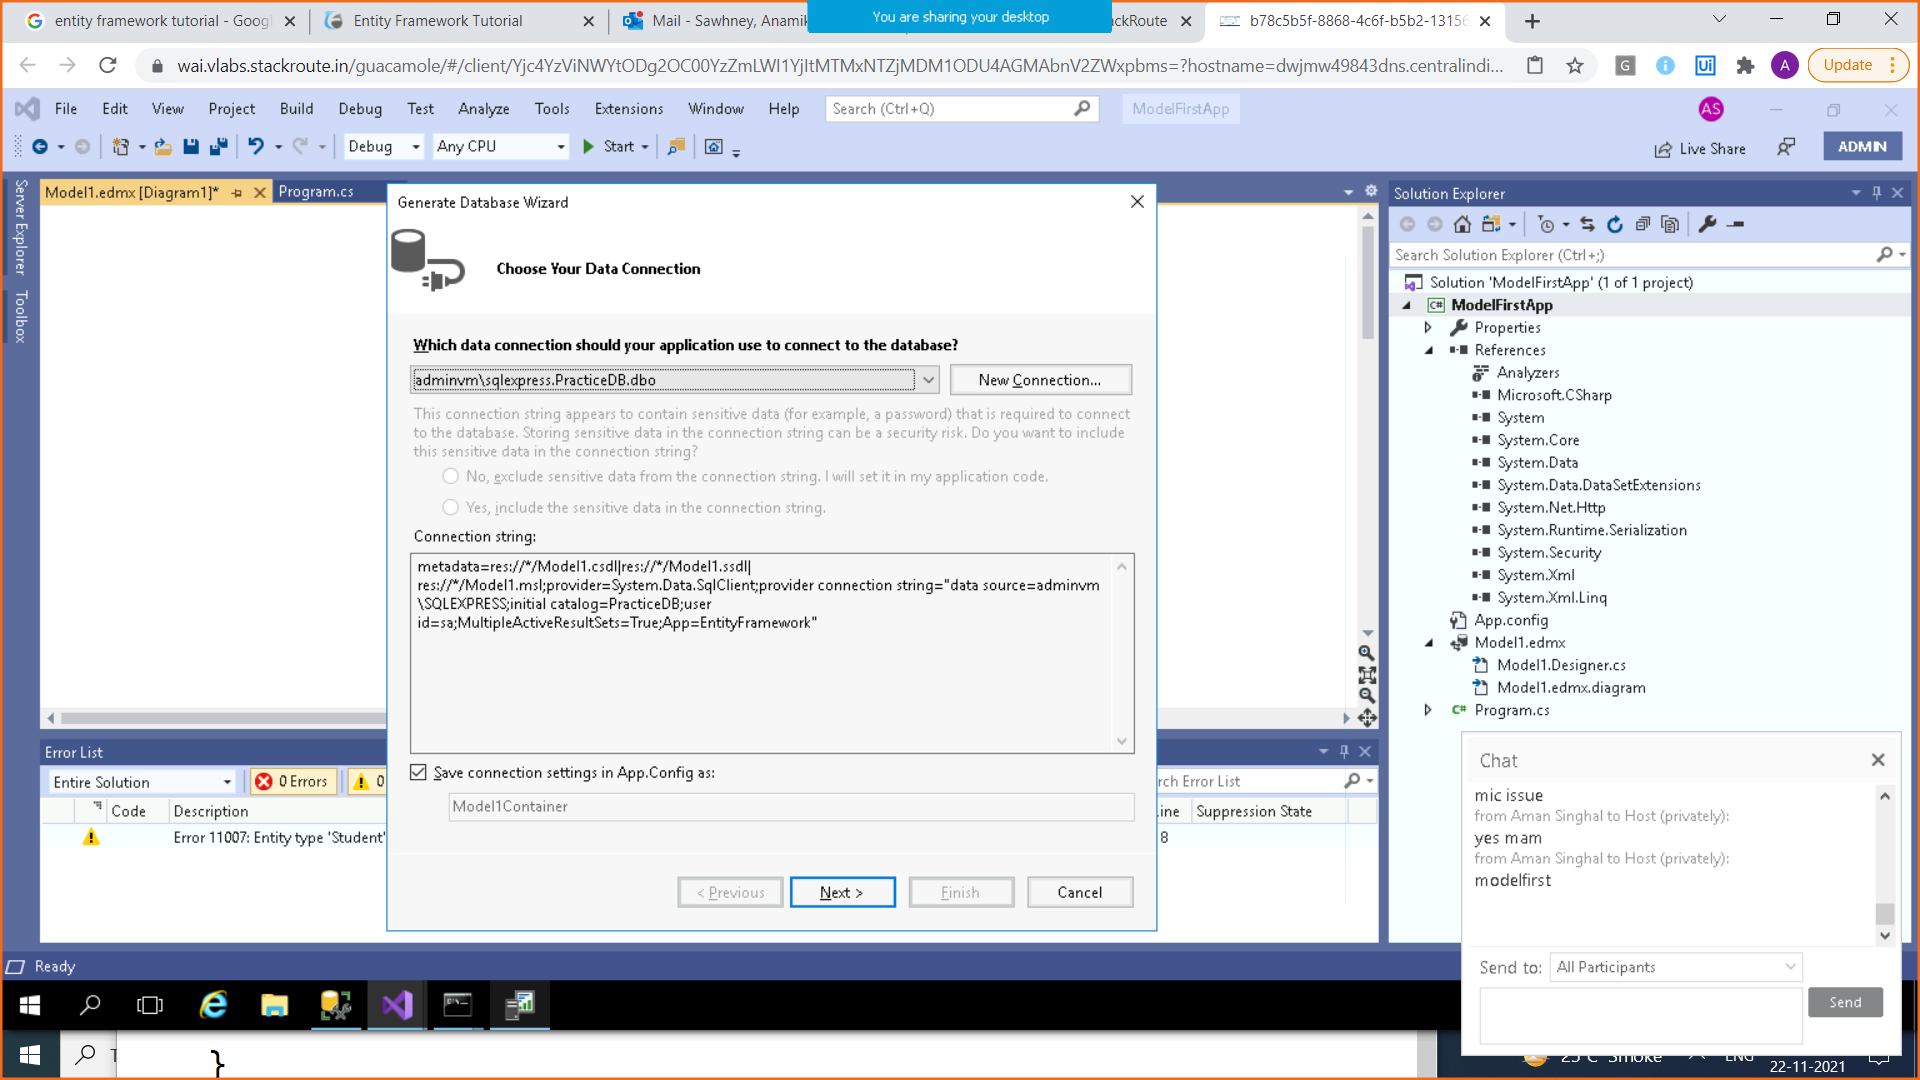 entity framework tutorial - Goog
Entity Framework Tutorial
Mail - Sawhney, Anamik
You are sharing your desktop
ckRoute
b78c5b5f-8868-4c6f-b5b2-13156
wai.vlabs.stackroute.in/guacamole/#/client/Yjc4YzViNWYtODg2OC00YzZmLWI1YjItMTMxNTZjMDM1ODU4AGMAbnV2ZWxpbms=?hostname=dwjmw49843dns.centralindi...
G
Ui
A
Update
File Edit View Project Build Debug Test Analyze Tools Extensions Window Help
Search (Ctrl+Q)
ModelFirstApp
AS
Debug
Any CPU
Start
Live Share
ADMIN
Server Explorer
Toolbox
Model1.edmx [Diagram1]*
Program.cs
Generate Database Wizard
Choose Your Data Connection
Which data connection should your application use to connect to the database?
adminvm\sqlexpress.PracticeDB.dbo
New Connection...
This connection string appears to contain sensitive data (for example, a password) that is required to connect
to the database. Storing sensitive data in the connection string can be a security risk. Do you want to include
this sensitive data in the connection string?
No, exclude sensitive data from the connection string. I will set it in my application code.
Yes, include the sensitive data in the connection string.
Connection string:
metadata=res://*/Model1.csdl|res://*/Model1.ssdl|
res://*/Model1.msl;provider=System.Data.SqlClient;provider connection string="data source=adminvm
\SQLEXPRESS;initial catalog=PracticeDB;user
id=sa;MultipleActiveResultSets=True;App=EntityFramework"
Save connection settings in App.Config as:
Model1Container
< Previous
Next >
Finish
Cancel
Solution Explorer
Search Solution Explorer (Ctrl+;)
Solution 'ModelFirstApp' (1 of 1 project)
C# ModelFirstApp
Properties
References
Analyzers
Microsoft.CSharp
System
System.Core
System.Data
System.Data.DataSetExtensions
System.Net.Http
System.Runtime.Serialization
System.Security
System.Xml
System.Xml.Linq
App.config
Model1.edmx
Model1.Designer.cs
Model1.edmx.diagram
C# Program.cs
Error List
Entire Solution
0 Errors
0
rch Error List
Code
Description
ine
Suppression State
Error 11007: Entity type 'Student'
8
Ready
Chat
mic issue
from Aman Singhal to Host (privately):
yes mam
from Aman Singhal to Host (privately):
modelfirst
Send to:
All Participants
Send
}
25°C Smoke
ENG
22-11-2021